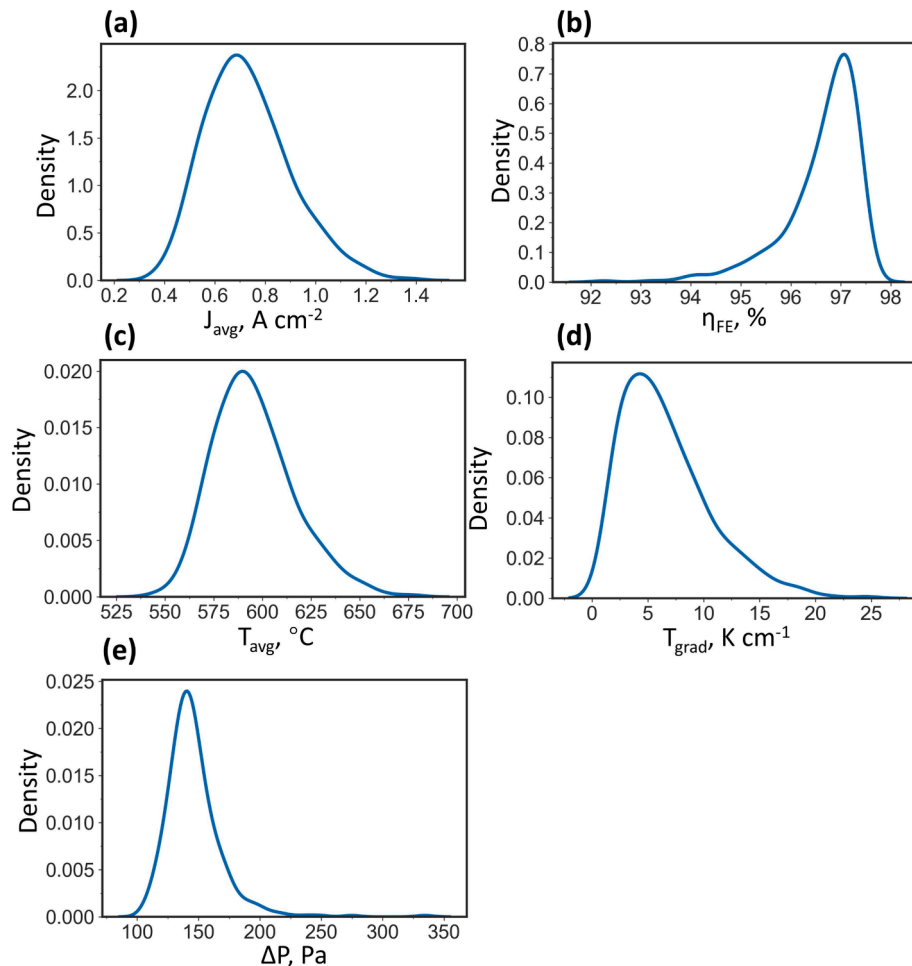 (a)
Density
2.0
1.5
1.0
0.5
0.0
0.2 0.4 0.6 0.8 1.0 1.2 1.4
J_avg, A cm⁻²
(b)
Density
0.8
0.7
0.6
0.5
0.4
0.3
0.2
0.1
0.0
92 93 94 95 96 97 98
η_FE, %
(c)
Density
0.020
0.015
0.010
0.005
0.000
525 550 575 600 625 650 675 700
T_avg, °C
(d)
Density
0.10
0.08
0.06
0.04
0.02
0.00
0 5 10 15 20 25
T_grad, K cm⁻¹
(e)
Density
0.025
0.020
0.015
0.010
0.005
0.000
100 150 200 250 300 350
ΔP, Pa